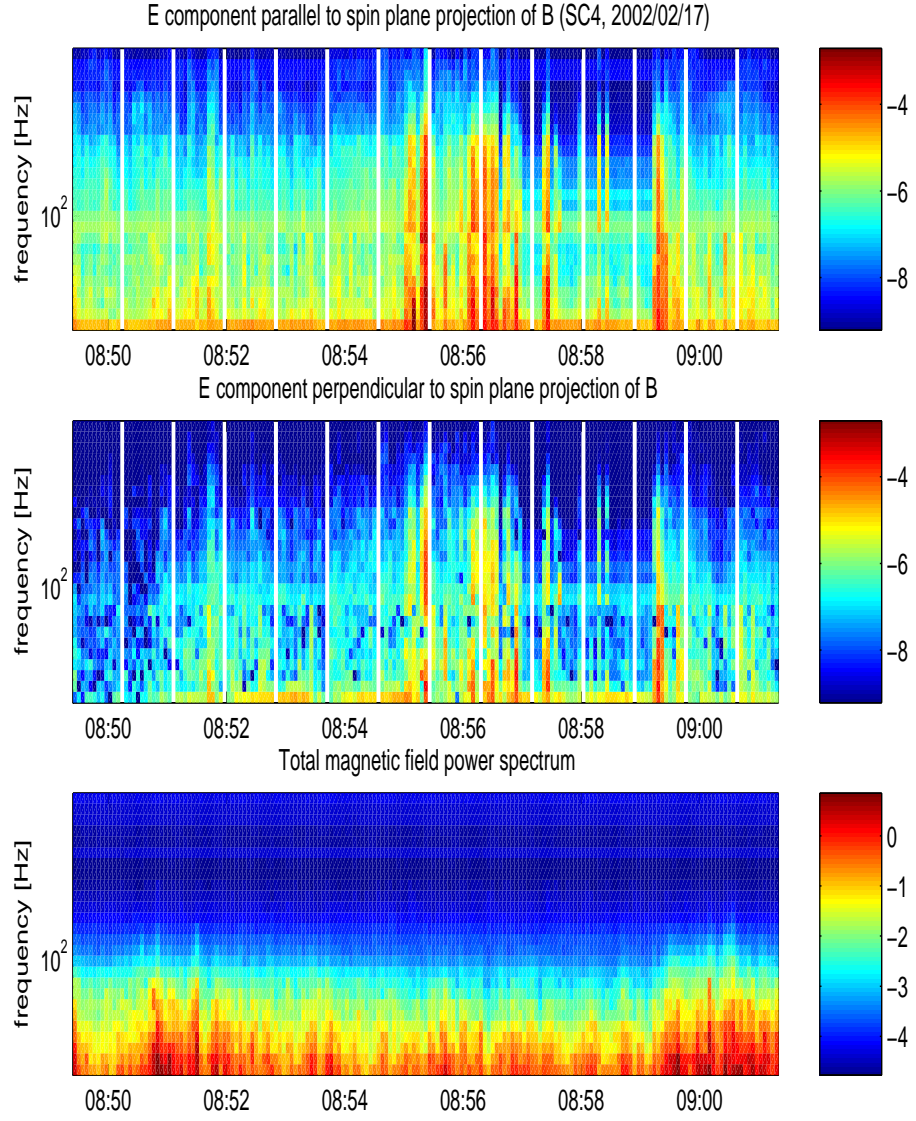 E component parallel to spin plane projection of B (SC4, 2002/02/17)
frequency [Hz]
10^2
08:50 08:52 08:54 08:56 08:58 09:00
−4
−6
−8
E component perpendicular to spin plane projection of B
frequency [Hz]
10^2
08:50 08:52 08:54 08:56 08:58 09:00
−4
−6
−8
Total magnetic field power spectrum
frequency [Hz]
10^2
08:50 08:52 08:54 08:56 08:58 09:00
0
−1
−2
−3
−4